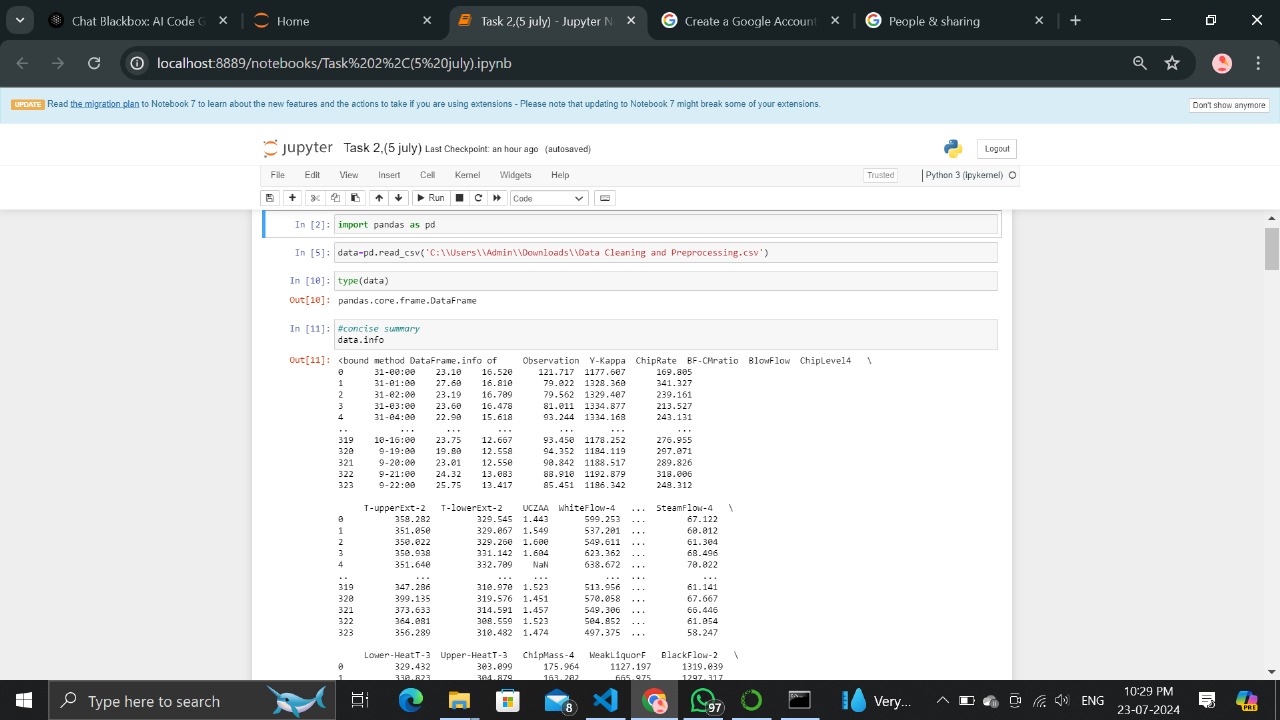 Chat Blackbox: AI Code G
Home
Task 2,(5 july) - Jupyter N
Create a Google Account
People & sharing
localhost:8889/notebooks/Task%202%2C(5%20july).ipynb
UPDATE Read the migration plan to Notebook 7 to learn about the new features and the actions to take if you are using extensions - Please note that updating to Notebook 7 might break some of your extensions.
Don't show anymore
jupyter Task 2,(5 july) Last Checkpoint: an hour ago (autosaved)
Logout
File Edit View Insert Cell Kernel Widgets Help
Trusted
Python 3 (ipykernel)
Run
Code
In [2]: import pandas as pd
In [5]: data=pd.read_csv('C:\\Users\\Admin\\Downloads\\Data Cleaning and Preprocessing.csv')
In [10]: type(data)
Out[10]: pandas.core.frame.DataFrame
In [11]: #concise summary
data.info
Out[11]: <bound method DataFrame.info of Observation Y-Kappa ChipRate BF-CMratio BlowFlow ChipLevel4 \
0 31-00:00 23.10 16.520 121.717 1177.607 169.805
1 31-01:00 27.60 16.810 79.022 1328.360 341.327
2 31-02:00 23.19 16.709 79.562 1329.407 239.161
3 31-03:00 23.60 16.478 81.011 1334.877 213.527
4 31-04:00 22.90 15.618 93.244 1334.168 243.131
.. ... ... ... ... ... ...
319 10-16:00 23.75 12.667 93.450 1178.252 276.955
320 9-19:00 19.80 12.558 94.352 1184.119 297.071
321 9-20:00 23.01 12.550 90.842 1188.517 289.826
322 9-21:00 24.32 13.083 88.910 1192.879 318.006
323 9-22:00 25.75 13.417 85.451 1186.342 248.312
T-upperExt-2 T-lowerExt-2 UCZAA WhiteFlow-4 ... SteamFlow-4 \
0 358.282 329.545 1.443 599.253 ... 67.122
1 351.050 329.067 1.549 537.201 ... 60.012
2 350.022 329.260 1.600 549.611 ... 61.304
3 350.938 331.142 1.604 623.362 ... 68.496
4 351.640 332.709 NaN 638.672 ... 70.022
.. ... ... ... ... ... ...
319 347.286 310.970 1.523 513.956 ... 61.141
320 399.135 319.576 1.451 570.058 ... 67.667
321 373.633 314.591 1.457 549.306 ... 66.446
322 364.081 308.559 1.523 504.852 ... 61.054
323 356.289 310.482 1.474 497.375 ... 58.247
Lower-HeatT-3 Upper-HeatT-3 ChipMass-4 WeakLiquorF BlackFlow-2 \
0 329.432 303.099 175.964 1127.197 1319.039
1 330.823 304.879 163.202 665.975 1297.317
Type here to search
8
97
Very...
ENG
10:29 PM
23-07-2024
PRE